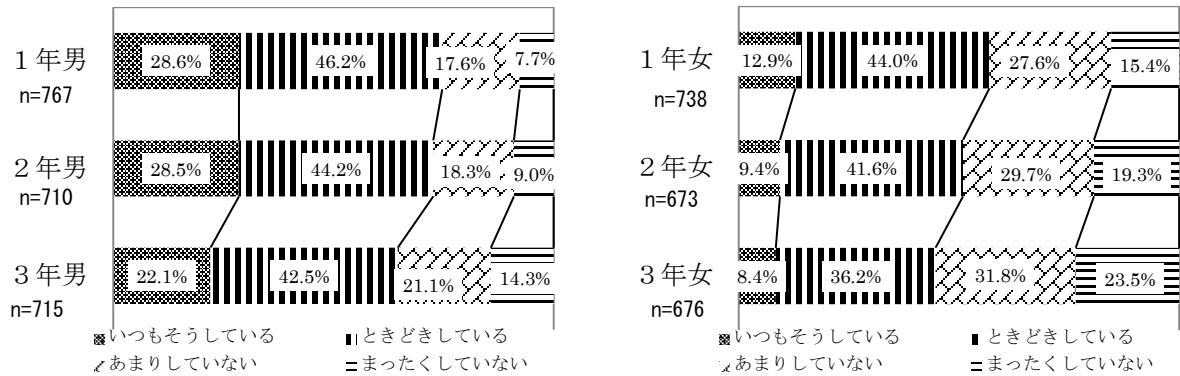 1年男 28.6% 46.2% 17.6% 7.7%
n=767
2年男 28.5% 44.2% 18.3% 9.0%
n=710
3年男 22.1% 42.5% 21.1% 14.3%
n=715
いつもそうしている ときどきしている
あまりしていない まったくしていない
1年女 12.9% 44.0% 27.6% 15.4%
n=738
2年女 9.4% 41.6% 29.7% 19.3%
n=673
3年女 8.4% 36.2% 31.8% 23.5%
n=676
いつもそうしている ときどきしている
あまりしていない まったくしていない